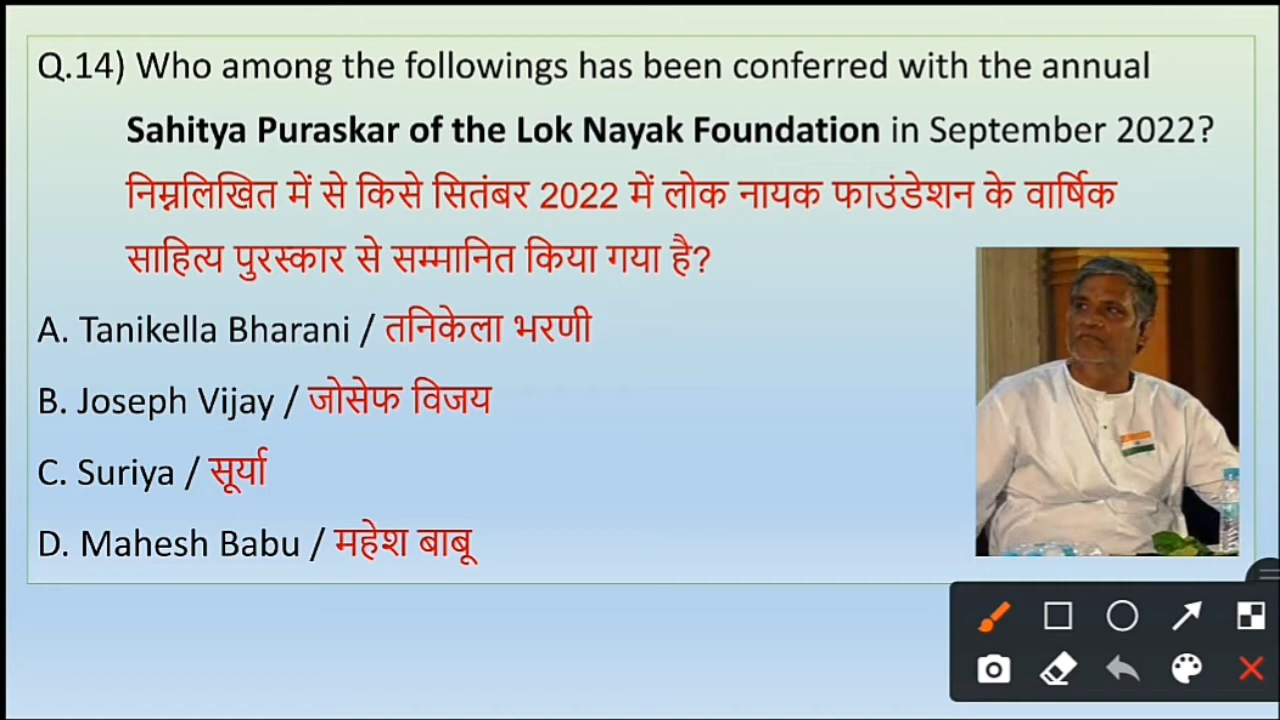 Q.14) Who among the followings has been conferred with the annual
Sahitya Puraskar of the Lok Nayak Foundation in September 2022?
निम्नलिखित में से किसे सितंबर 2022 में लोक नायक फाउंडेशन के वार्षिक
साहित्य पुरस्कार से सम्मानित किया गया है?
A. Tanikella Bharani / तनिकेला भरणी
B. Joseph Vijay / जोसेफ विजय
C. Suriya / सूर्या
D. Mahesh Babu / महेश बाबू